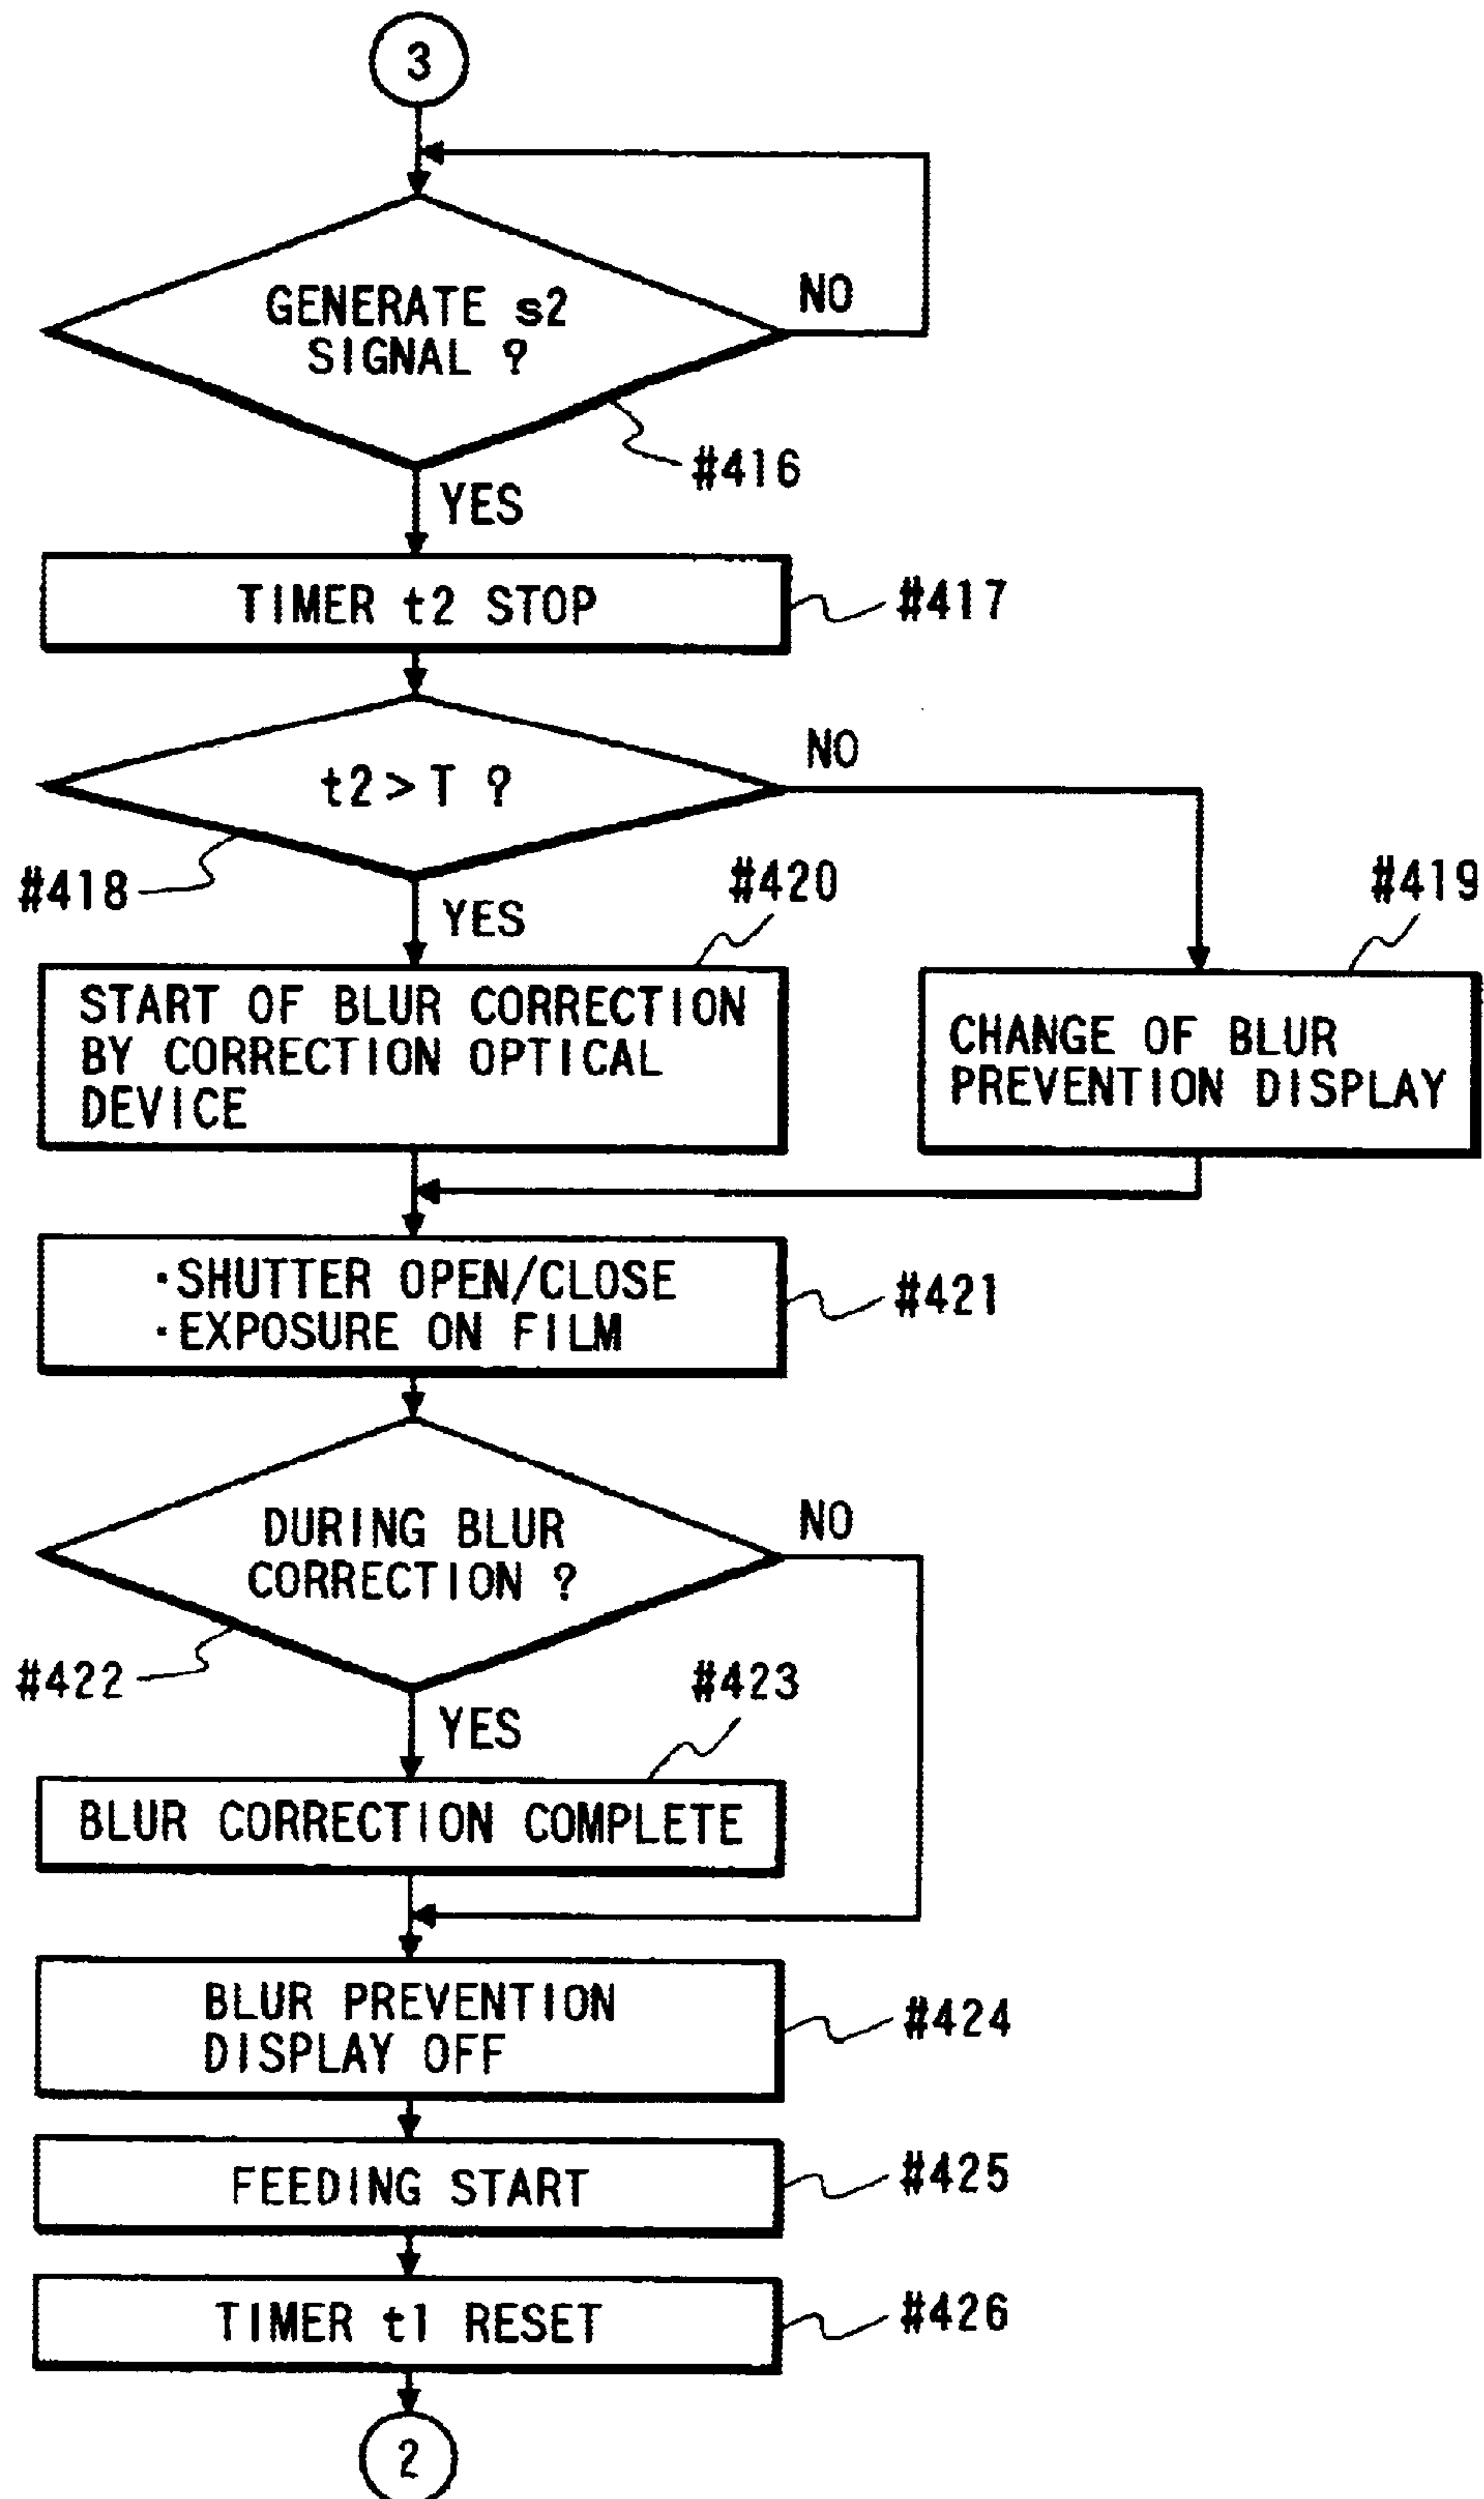 3
GENERATE s2
SIGNAL ?
NO
#416
YES
TIMER t2 STOP
#417
t2>T ?
NO
#418
YES
#420
#419
START OF BLUR CORRECTION
BY CORRECTION OPTICAL
DEVICE
CHANGE OF BLUR
PREVENTION DISPLAY
·SHUTTER OPEN/CLOSE
·EXPOSURE ON FILM
#421
DURING BLUR
CORRECTION ?
NO
#422
YES
#423
BLUR CORRECTION COMPLETE
BLUR PREVENTION
DISPLAY OFF
#424
FEEDING START
#425
TIMER t1 RESET
#426
2